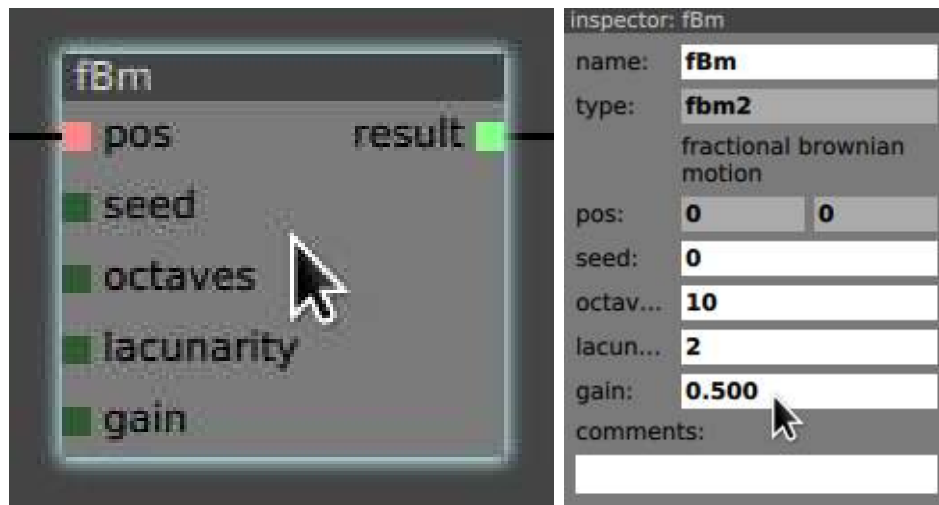 fBm
pos result
seed
octaves
lacunarity
gain
inspector: fBm
name: fBm
type: fbm2
fractional brownian
motion
pos: 0 0
seed: 0
octav... 10
lacun... 2
gain: 0.500
comments: